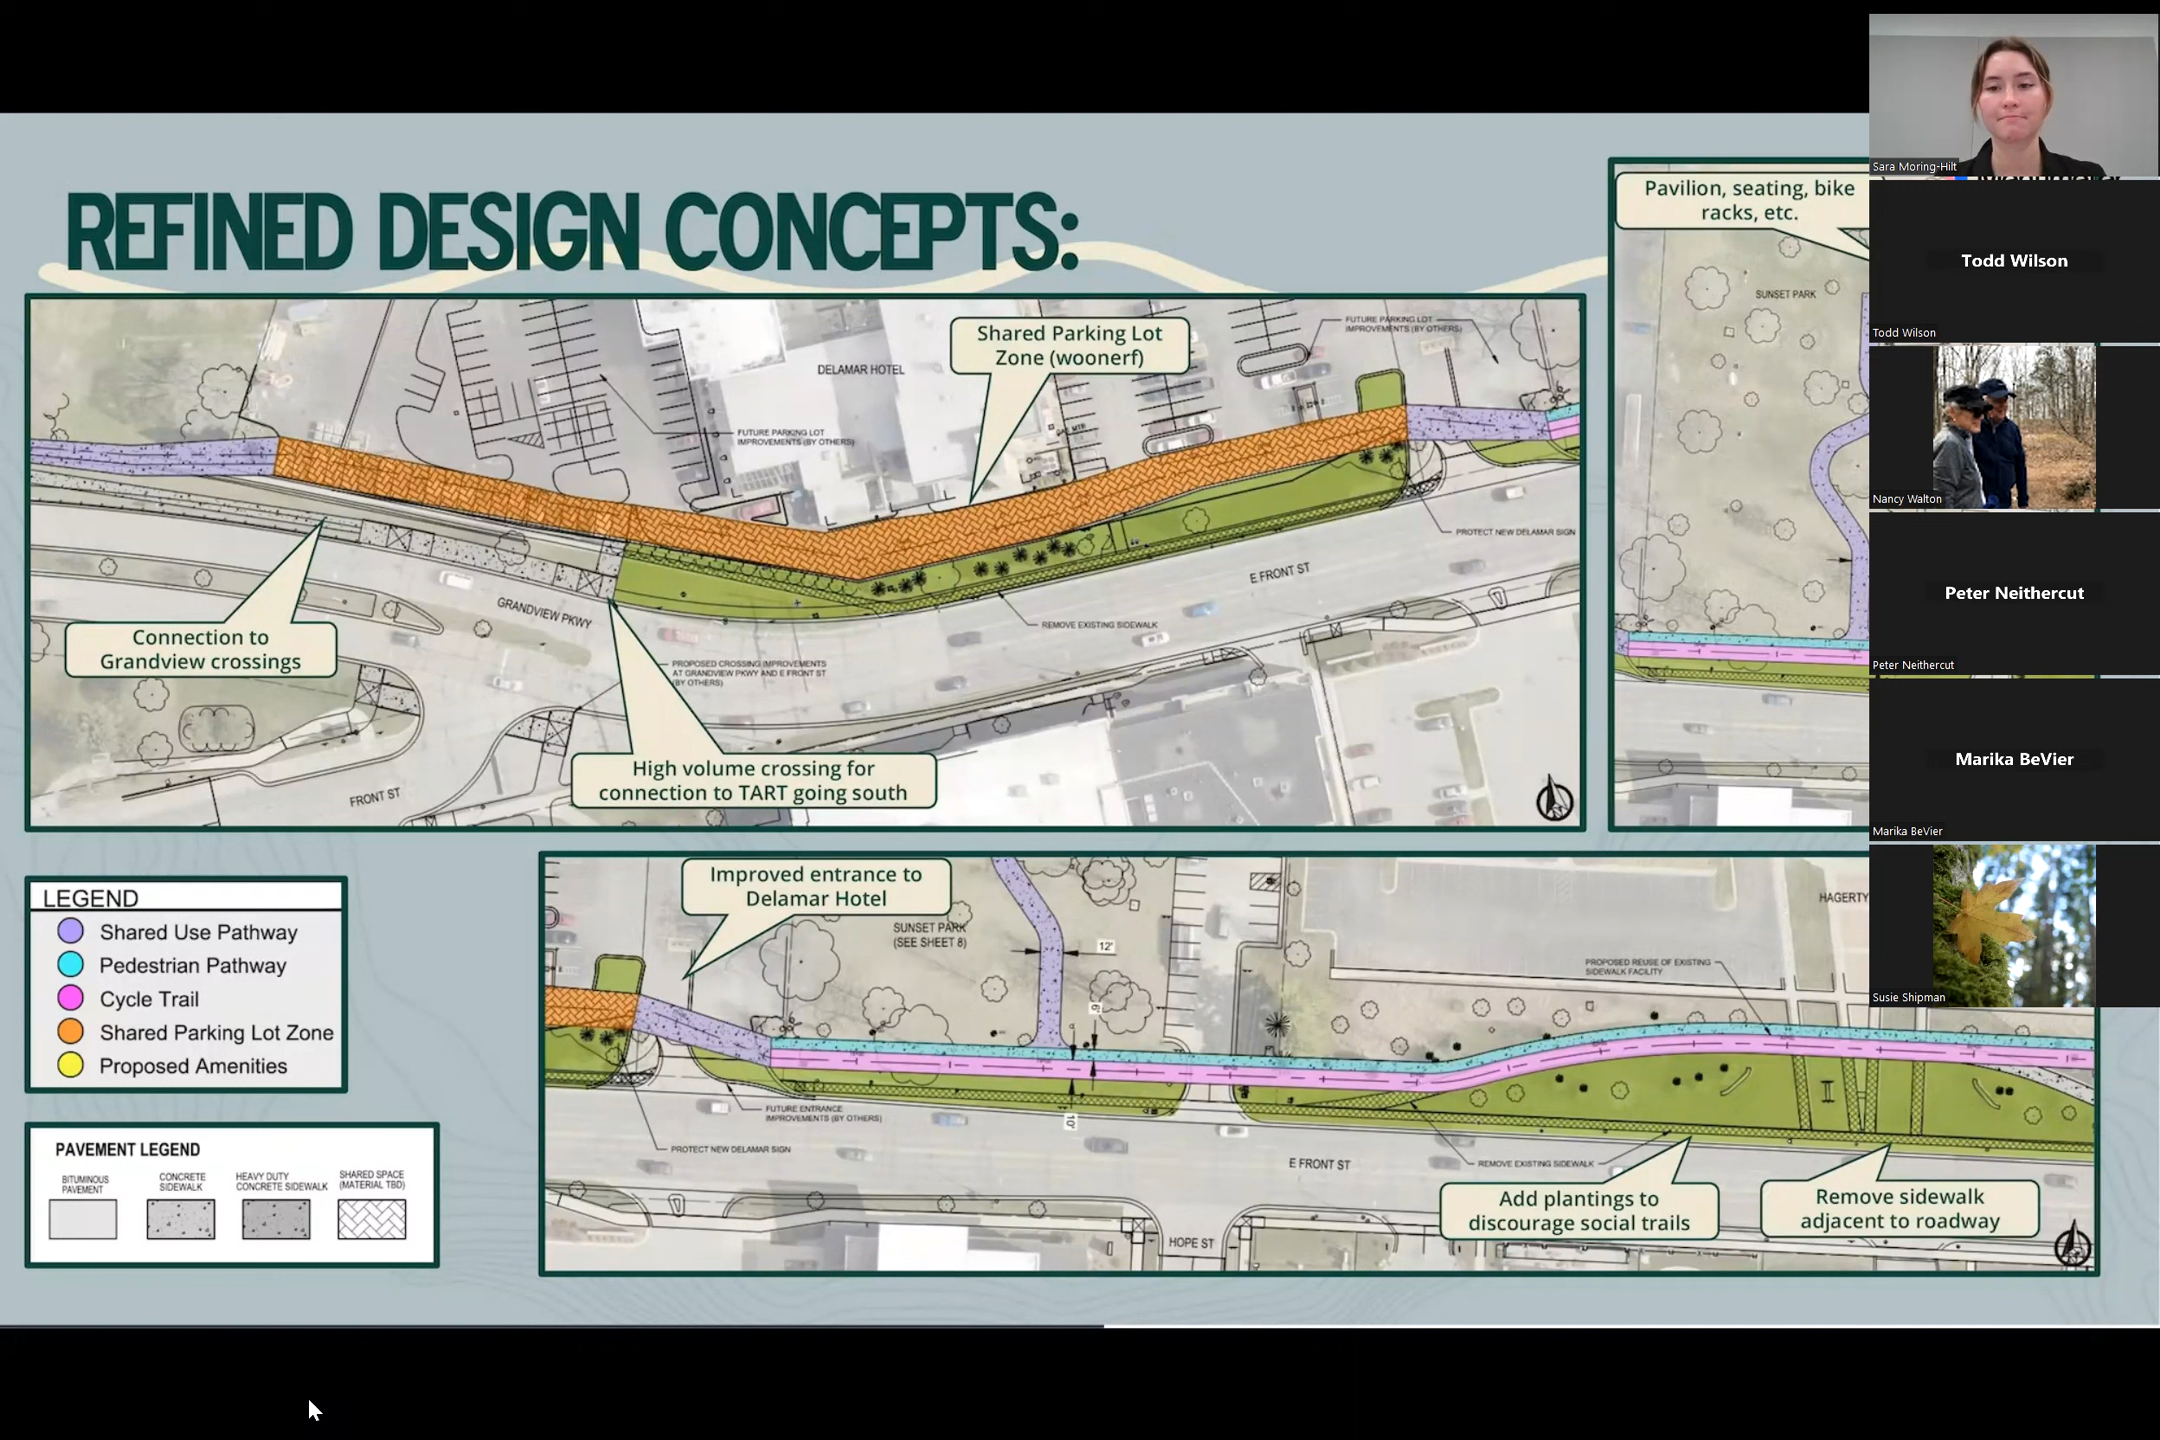 REFINED DESIGN CONCEPTS:
Shared Parking Lot
Zone (woonerf)
DELAMAR HOTEL
FUTURE PARKING LOT
IMPROVEMENTS (BY OTHERS)
FUTURE PARKING LOT
IMPROVEMENTS (BY OTHERS)
PROTECT NEW DELAMAR SIGN
E FRONT ST
REMOVE EXISTING SIDEWALK
GRANDVIEW PKWY
Connection to
Grandview crossings
PROPOSED CROSSING IMPROVEMENTS
AT GRANDVIEW PKWY AND E FRONT ST
(BY OTHERS)
High volume crossing for
connection to TART going south
FRONT ST
Pavilion, seating, bike
racks, etc.
SUNSET PARK
LEGEND
Shared Use Pathway
Pedestrian Pathway
Cycle Trail
Shared Parking Lot Zone
Proposed Amenities
PAVEMENT LEGEND
BITUMINOUS
PAVEMENT
CONCRETE
SIDEWALK
HEAVY DUTY
CONCRETE SIDEWALK
SHARED SPACE
(MATERIAL TBD)
Improved entrance to
Delamar Hotel
SUNSET PARK
(SEE SHEET 8)
12'
6'
10'
HAGERTY
PROPOSED REUSE OF EXISTING
SIDEWALK FACILITY
FUTURE ENTRANCE
IMPROVEMENTS (BY OTHERS)
PROTECT NEW DELAMAR SIGN
E FRONT ST
REMOVE EXISTING SIDEWALK
Add plantings to
discourage social trails
Remove sidewalk
adjacent to roadway
HOPE ST
Sara Moring-Hilt
Todd Wilson
Todd Wilson
Nancy Walton
Peter Neithercut
Peter Neithercut
Marika BeVier
Marika BeVier
Susie Shipman